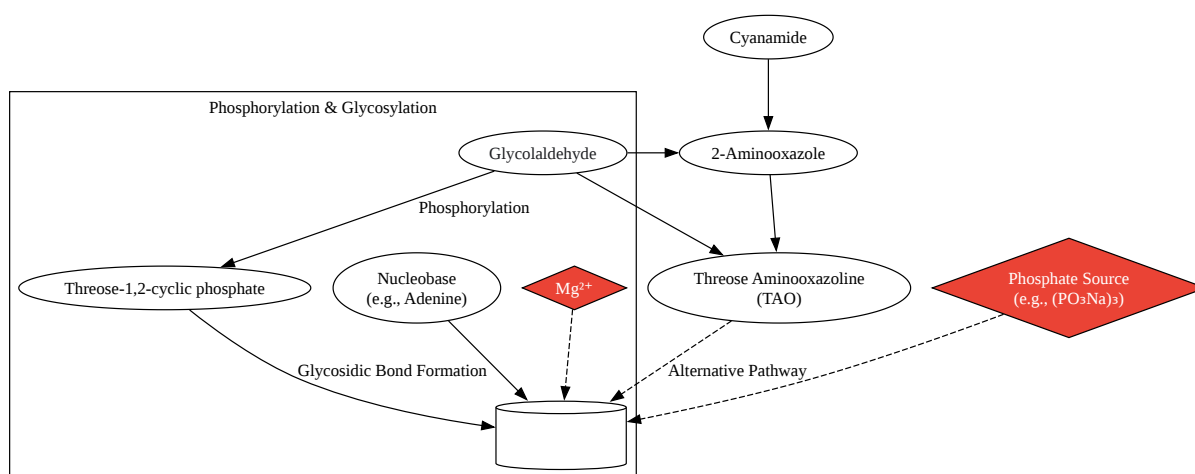 Cyanamide
Phosphorylation & Glycosylation
Glycolaldehyde
2-Aminooxazole
Phosphorylation
Threose-1,2-cyclic phosphate
Nucleobase
(e.g., Adenine)
Mg²⁺
Threose Aminooxazoline
(TAO)
Phosphate Source
(e.g., (PO₃Na)₃)
Glycosidic Bond Formation
Alternative Pathway